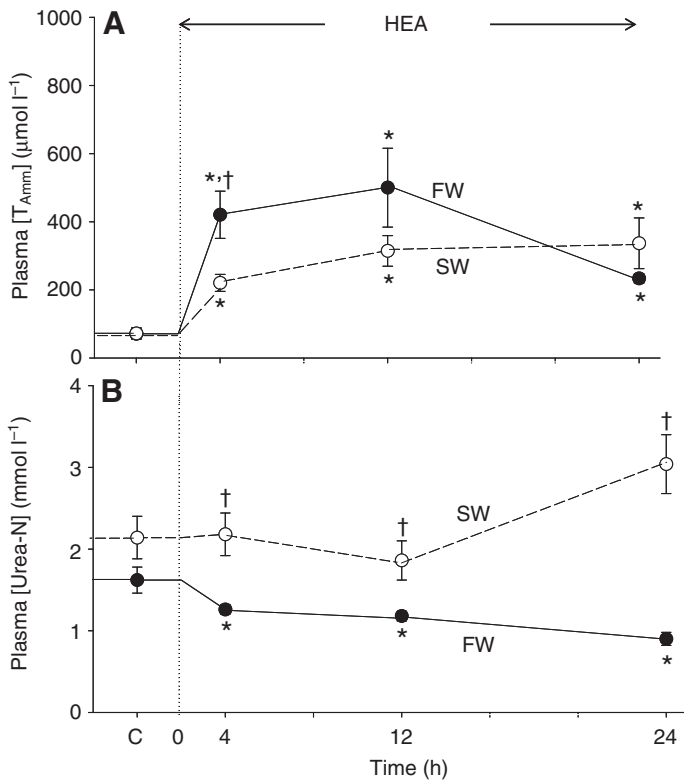 A
HEA
Plasma [T_Amm] (μmol l⁻¹)
1000
800
600
400
200
0
*,†
*
*
FW
SW
*
*
*
B
Plasma [Urea-N] (mmol l⁻¹)
4
3
2
1
0
†
†
†
SW
FW
*
*
*
C 0 4 12 24
Time (h)